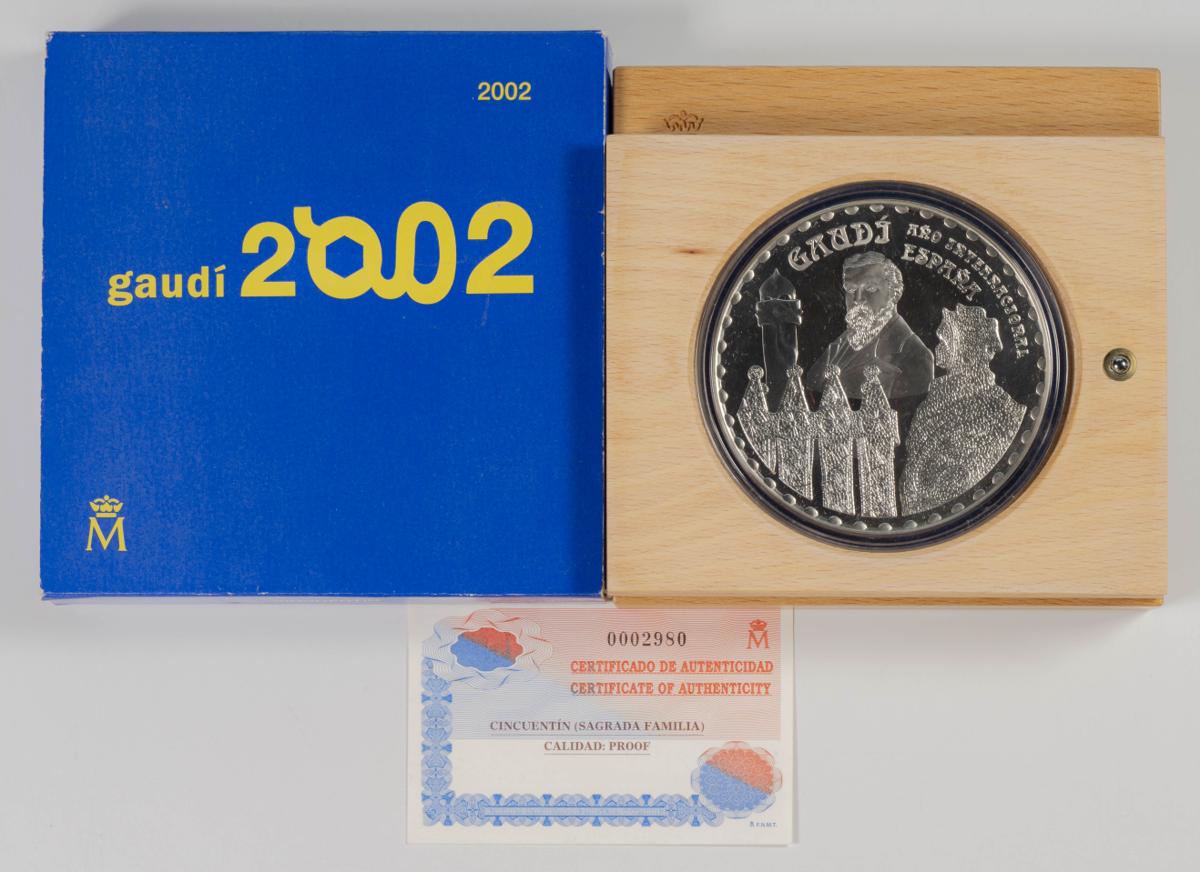 2002
gaudí 2002
M
GAUDÍ AÑO INTERNACIONAL
ESPAÑA
0002980
M
CERTIFICADO DE AUTENTICIDAD
CERTIFICATE OF AUTHENTICITY
CINCUENTÍN (SAGRADA FAMILIA)
CALIDAD: PROOF